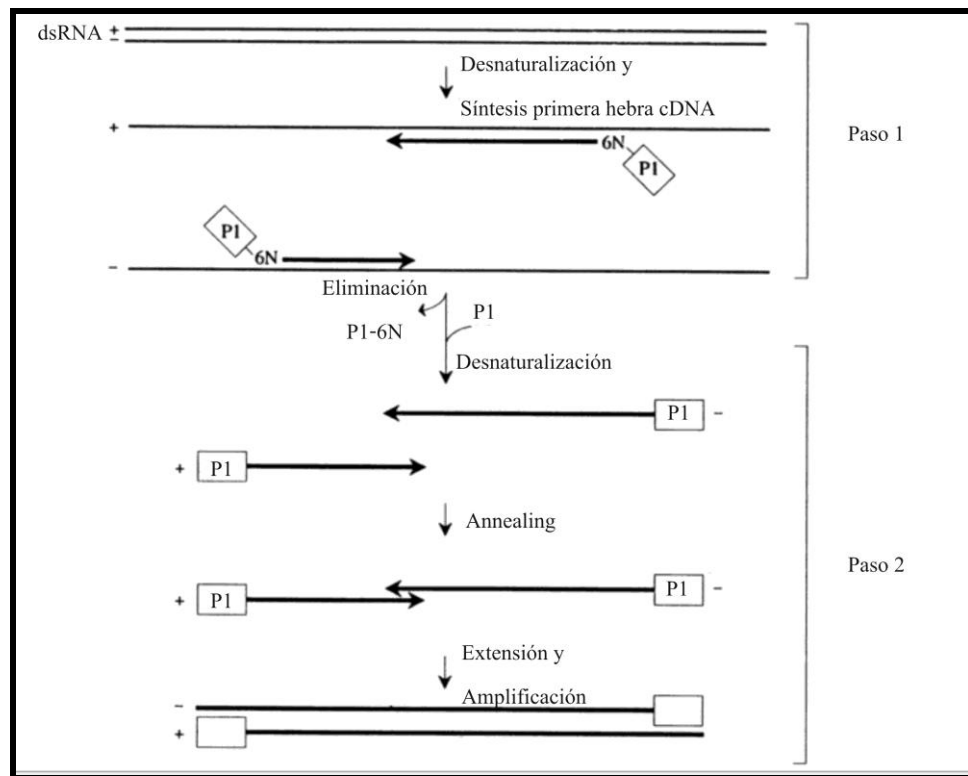 dsRNA +
−
Desnaturalización y
Síntesis primera hebra cDNA
+
6N
P1
Paso 1
P1
6N
−
Eliminación
P1-6N
P1
Desnaturalización
P1 −
+ P1
Annealing
Paso 2
+ P1
P1 −
Extensión y
Amplificación
−
+